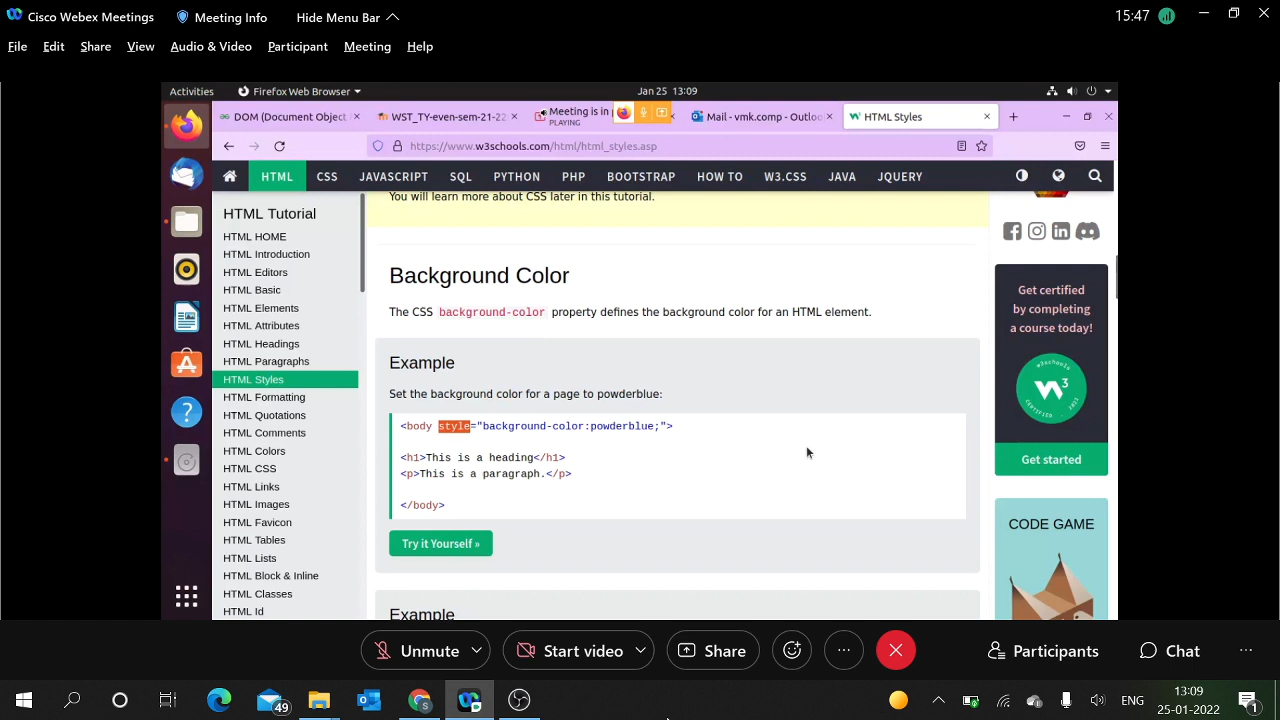 Cisco Webex Meetings Meeting Info Hide Menu Bar 15:47
File Edit Share View Audio & Video Participant Meeting Help
Activities Firefox Web Browser Jan 25 13:09
DOM (Document Object WST_TY-even-sem-21-22 Meeting is in Mail - vmk.comp - Outloo HTML Styles
PLAYING
https://www.w3schools.com/html/html_styles.asp
HTML CSS JAVASCRIPT SQL PYTHON PHP BOOTSTRAP HOW TO W3.CSS JAVA JQUERY
HTML Tutorial
HTML HOME
HTML Introduction
HTML Editors
HTML Basic
HTML Elements
HTML Attributes
HTML Headings
HTML Paragraphs
HTML Styles
HTML Formatting
HTML Quotations
HTML Comments
HTML Colors
HTML CSS
HTML Links
HTML Images
HTML Favicon
HTML Tables
HTML Lists
HTML Block & Inline
HTML Classes
HTML Id
You will learn more about CSS later in this tutorial.
Background Color
The CSS background-color property defines the background color for an HTML element.
Example
Set the background color for a page to powderblue:
<body style="background-color:powderblue;">
<h1>This is a heading</h1>
<p>This is a paragraph.</p>
</body>
Try it Yourself »
Example
Get certified
by completing
a course today!
Get started
CODE GAME
Unmute Start video Share Participants Chat
49 ENG 13:09
25-01-2022 1